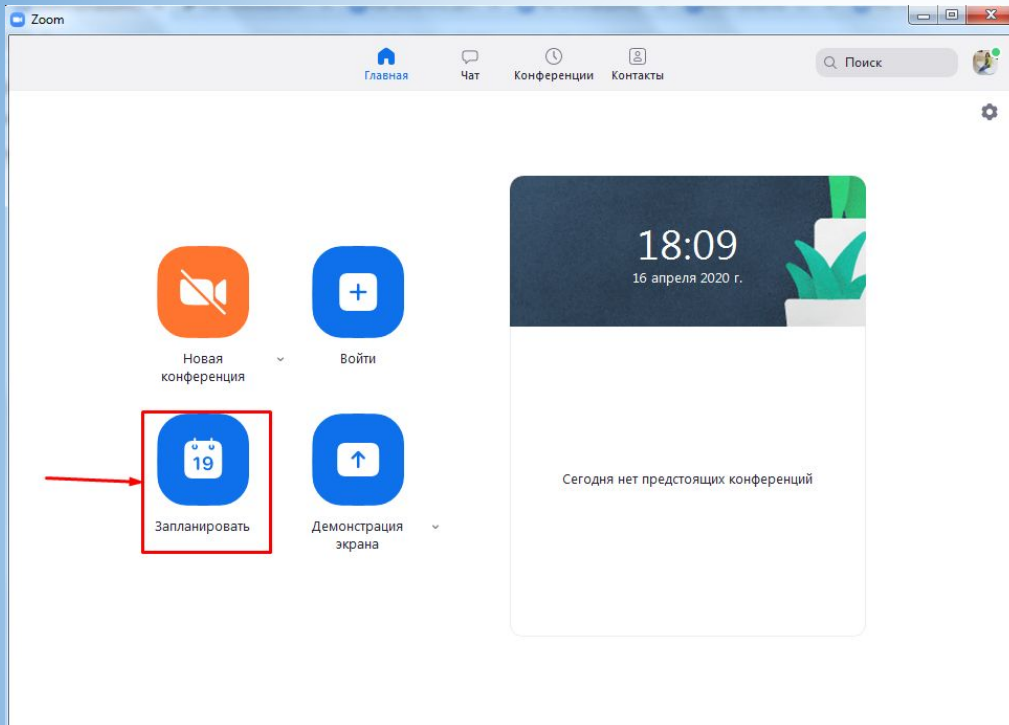 Zoom
Главная
Чат
Конференции
Контакты
Поиск
18:09
16 апреля 2020 г.
Новая
конференция
Войти
19
Запланировать
Демонстрация
экрана
Сегодня нет предстоящих конференций